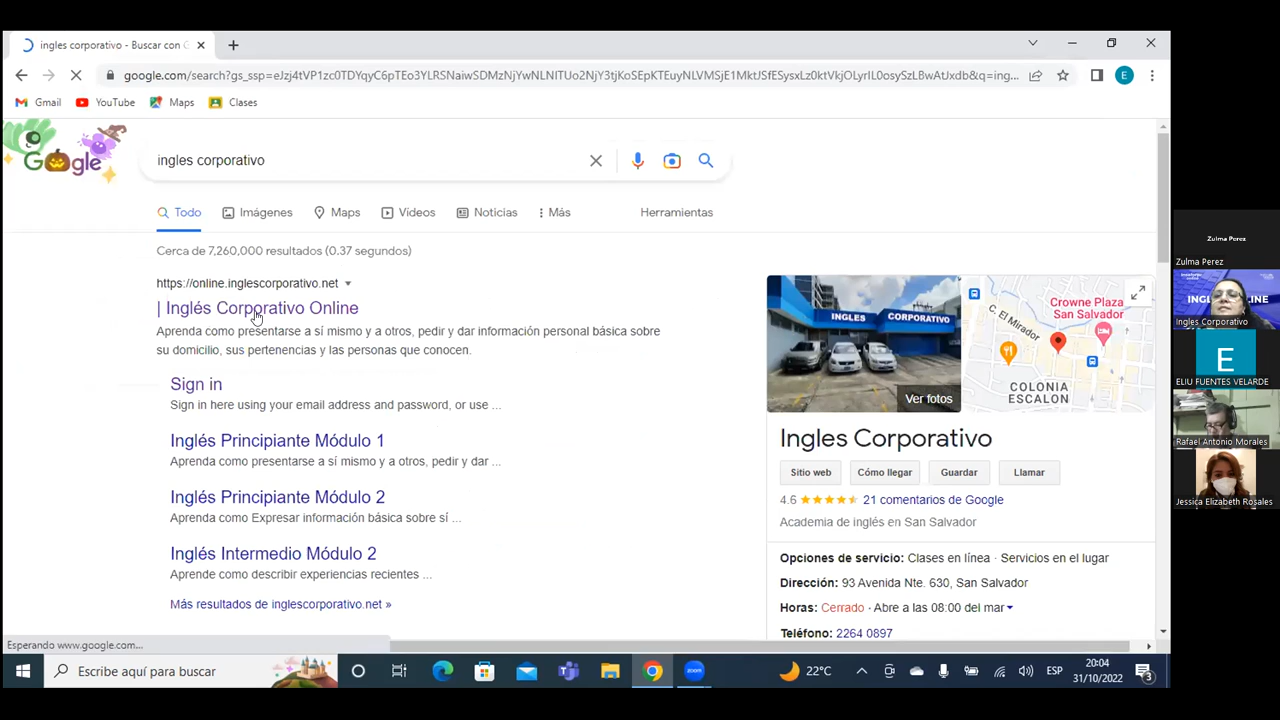 ingles corporativo - Buscar con G
google.com/search?gs_ssp=eJzj4tVP1zc0TDYqyC6pTEo3YLRSNaiwSDMzNjYwNLNITUo2NjY3tjKoSEpKTEuyNLVMSjE1MktJSfESysxLz0ktVkjOLyrIL0osySzLBwAtJxdb&q=ing...
Gmail
YouTube
Maps
Clases
Google
ingles corporativo
Todo
Imágenes
Maps
Vídeos
Noticias
Más
Herramientas
Cerca de 7,260,000 resultados (0.37 segundos)
https://online.inglescorporativo.net
| Inglés Corporativo Online
Aprenda como presentarse a sí mismo y a otros, pedir y dar información personal básica sobre
su domicilio, sus pertenencias y las personas que conocen.
Sign in
Sign in here using your email address and password, or use ...
Inglés Principiante Módulo 1
Aprenda como presentarse a sí mismo y a otros, pedir y dar ...
Inglés Principiante Módulo 2
Aprenda como Expresar información básica sobre sí ...
Inglés Intermedio Módulo 2
Aprende como describir experiencias recientes ...
Más resultados de inglescorporativo.net »
INGLES CORPORATIVO
Ver fotos
Crowne Plaza
San Salvador
C. El Mirador
COLONIA
ESCALON
Ingles Corporativo
Sitio web
Cómo llegar
Guardar
Llamar
4.6
21 comentarios de Google
Academia de inglés en San Salvador
Opciones de servicio: Clases en línea · Servicios en el lugar
Dirección: 93 Avenida Nte. 630, San Salvador
Horas: Cerrado · Abre a las 08:00 del mar
Teléfono: 2264 0897
Esperando www.google.com...
Escribe aquí para buscar
22°C
ESP
20:04
31/10/2022
3
Zulma Perez
Zulma Perez
Ingles Corporativo
E
ELIU FUENTES VELARDE
Rafael Antonio Morales
Jessica Elizabeth Rosales